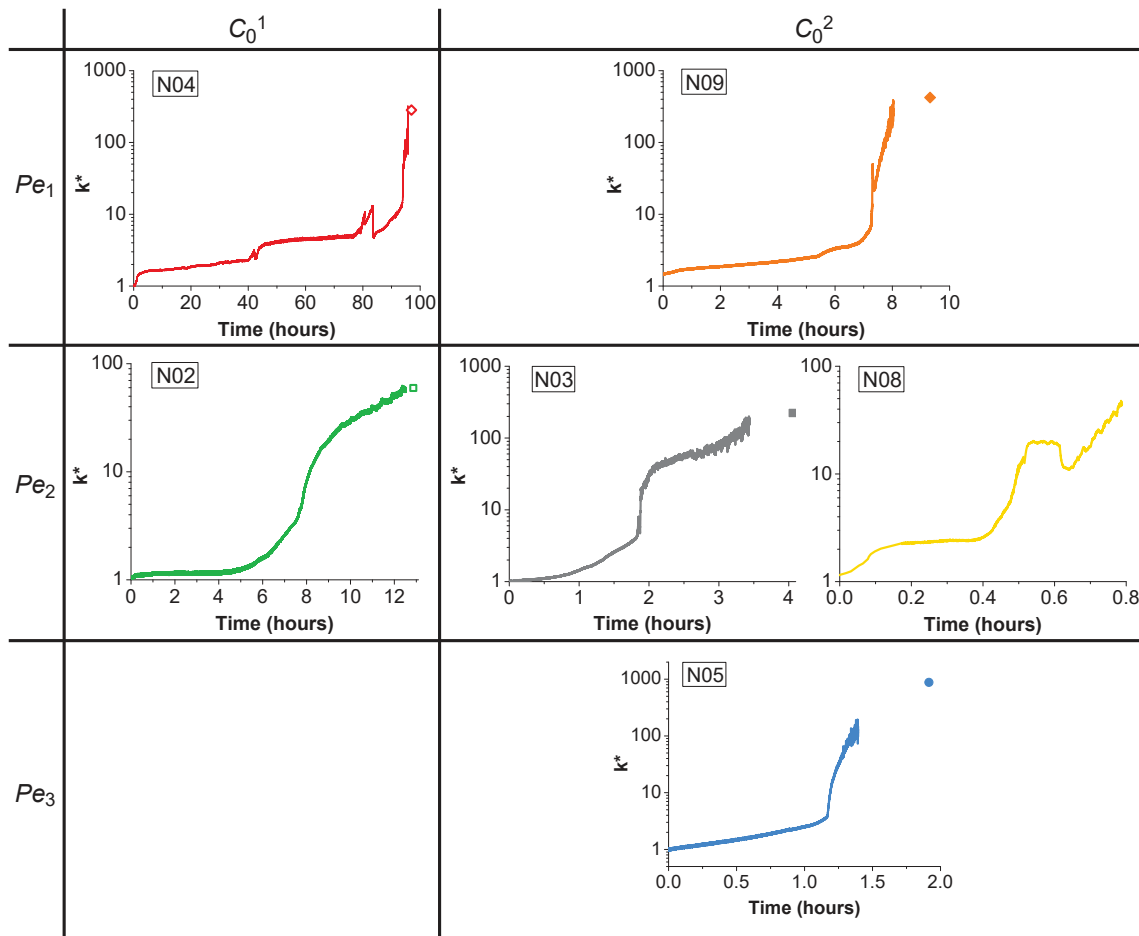 C₀¹ C₀²
Pe₁
N04
1000
100
10
1
k*
0 20 40 60 80 100
Time (hours)
N09
1000
100
10
1
k*
0 2 4 6 8 10
Time (hours)
Pe₂
N02
100
10
1
k*
0 2 4 6 8 10 12
Time (hours)
N03
1000
100
10
1
k*
0 1 2 3 4
Time (hours)
N08
100
10
1
k*
0.0 0.2 0.4 0.6 0.8
Time (hours)
Pe₃
N05
1000
100
10
1
k*
0.0 0.5 1.0 1.5 2.0
Time (hours)